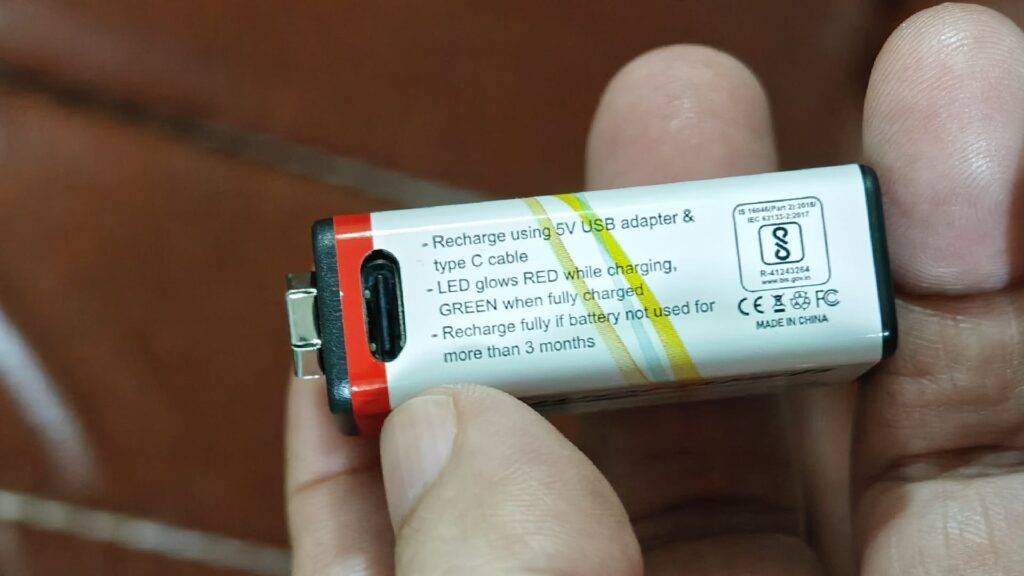 - Recharge using 5V USB adapter &
type C cable
- LED glows RED while charging,
GREEN when fully charged
- Recharge fully if battery not used for
more than 3 months
IS 16046(Part 2):2018/
IEC 62133-2:2017
R-41243264
www.bis.gov.in
CE FC
MADE IN CHINA